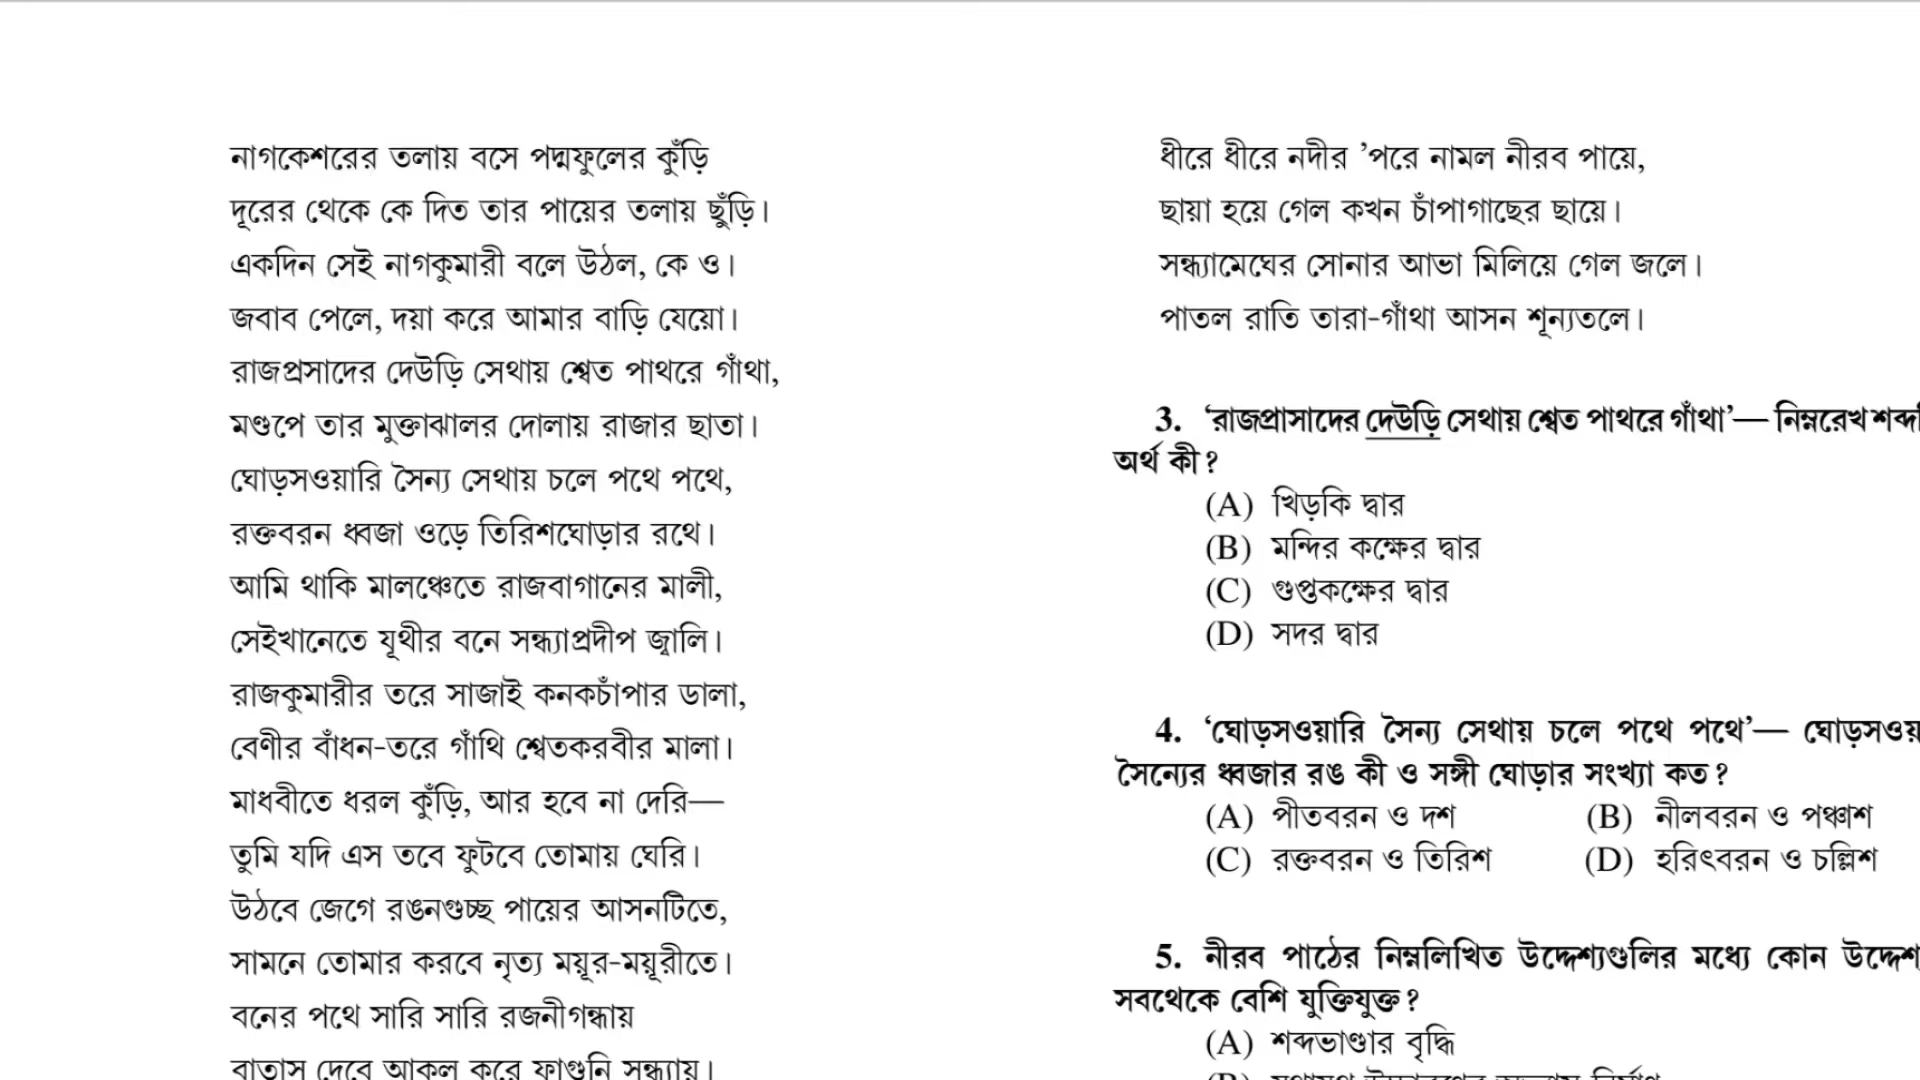 নাগকেশরের তলায় বসে পদ্মফুলের কুঁড়ি
দূরের থেকে কে দিত তার পায়ের তলায় ছুঁড়ি।
একদিন সেই নাগকুমারী বলে উঠল, কে ও।
জবাব পেলে, দয়া করে আমার বাড়ি যেয়ো।
রাজপ্রসাদের দেউড়ি সেথায় শ্বেত পাথরে গাঁথা,
মণ্ডপে তার মুক্তাঝালর দোলায় রাজার ছাতা।
ঘোড়সওয়ারি সৈন্য সেথায় চলে পথে পথে,
রক্তবরন ধ্বজা ওড়ে তিরিশঘোড়ার রথে।
আমি থাকি মালঞ্চেতে রাজবাগানের মালী,
সেইখানেতে যূথীর বনে সন্ধ্যাপ্রদীপ জ্বালি।
রাজকুমারীর তরে সাজাই কনকচাঁপার ডালা,
বেণীর বাঁধন-তরে গাঁথি শ্বেতকরবীর মালা।
মাধবীতে ধরল কুঁড়ি, আর হবে না দেরি—
তুমি যদি এস তবে ফুটবে তোমায় ঘেরি।
উঠবে জেগে রঙনগুচ্ছ পায়ের আসনটিতে,
সামনে তোমার করবে নৃত্য ময়ূর-ময়ূরীতে।
বনের পথে সারি সারি রজনীগন্ধায়
বাতাস দেবে আকুল করে ফাগুনি সন্ধ্যায়।
ধীরে ধীরে নদীর ’পরে নামল নীরব পায়ে,
ছায়া হয়ে গেল কখন চাঁপাগাছের ছায়ে।
সন্ধ্যামেঘের সোনার আভা মিলিয়ে গেল জলে।
পাতল রাতি তারা-গাঁথা আসন শূন্যতলে।
3. ‘রাজপ্রাসাদের দেউড়ি সেথায় শ্বেত পাথরে গাঁথা’— নিম্নরেখ
অর্থ কী?
(A) খিড়কি দ্বার
(B) মন্দির কক্ষের দ্বার
(C) গুপ্তকক্ষের দ্বার
(D) সদর দ্বার
4. ‘ঘোড়সওয়ারি সৈন্য সেথায় চলে পথে পথে’— ঘোড়সওয়
সৈন্যের ধ্বজার রঙ কী ও সঙ্গী ঘোড়ার সংখ্যা কত?
(A) পীতবরন ও দশ (B) নীলবরন ও পঞ্চাশ
(C) রক্তবরন ও তিরিশ (D) হরিৎবরন ও চল্লিশ
5. নীরব পাঠের নিম্নলিখিত উদ্দেশ্যগুলির মধ্যে কোন উদ্দেশ
সবথেকে বেশি যুক্তিযুক্ত?
(A) শব্দভাণ্ডার বৃদ্ধি